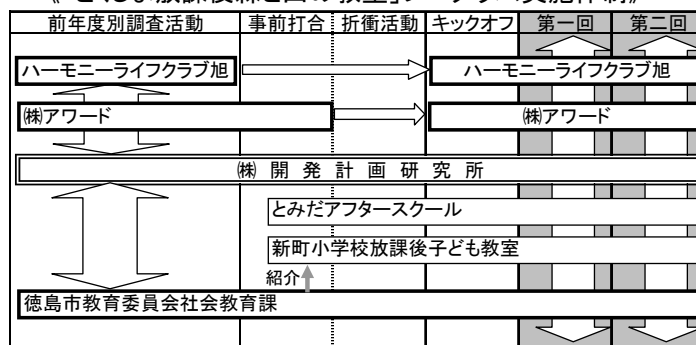 前年度別調査活動 事前打合 折衝活動 キックオフ 第一回 第二回
ハーモニーライフクラブ旭 ハーモニーライフクラブ旭
㈱アワード ㈱アワード
㈱開発計画研究所
とみだアフタースクール
新町小学校放課後子ども教室
紹介
徳島市教育委員会社会教育課